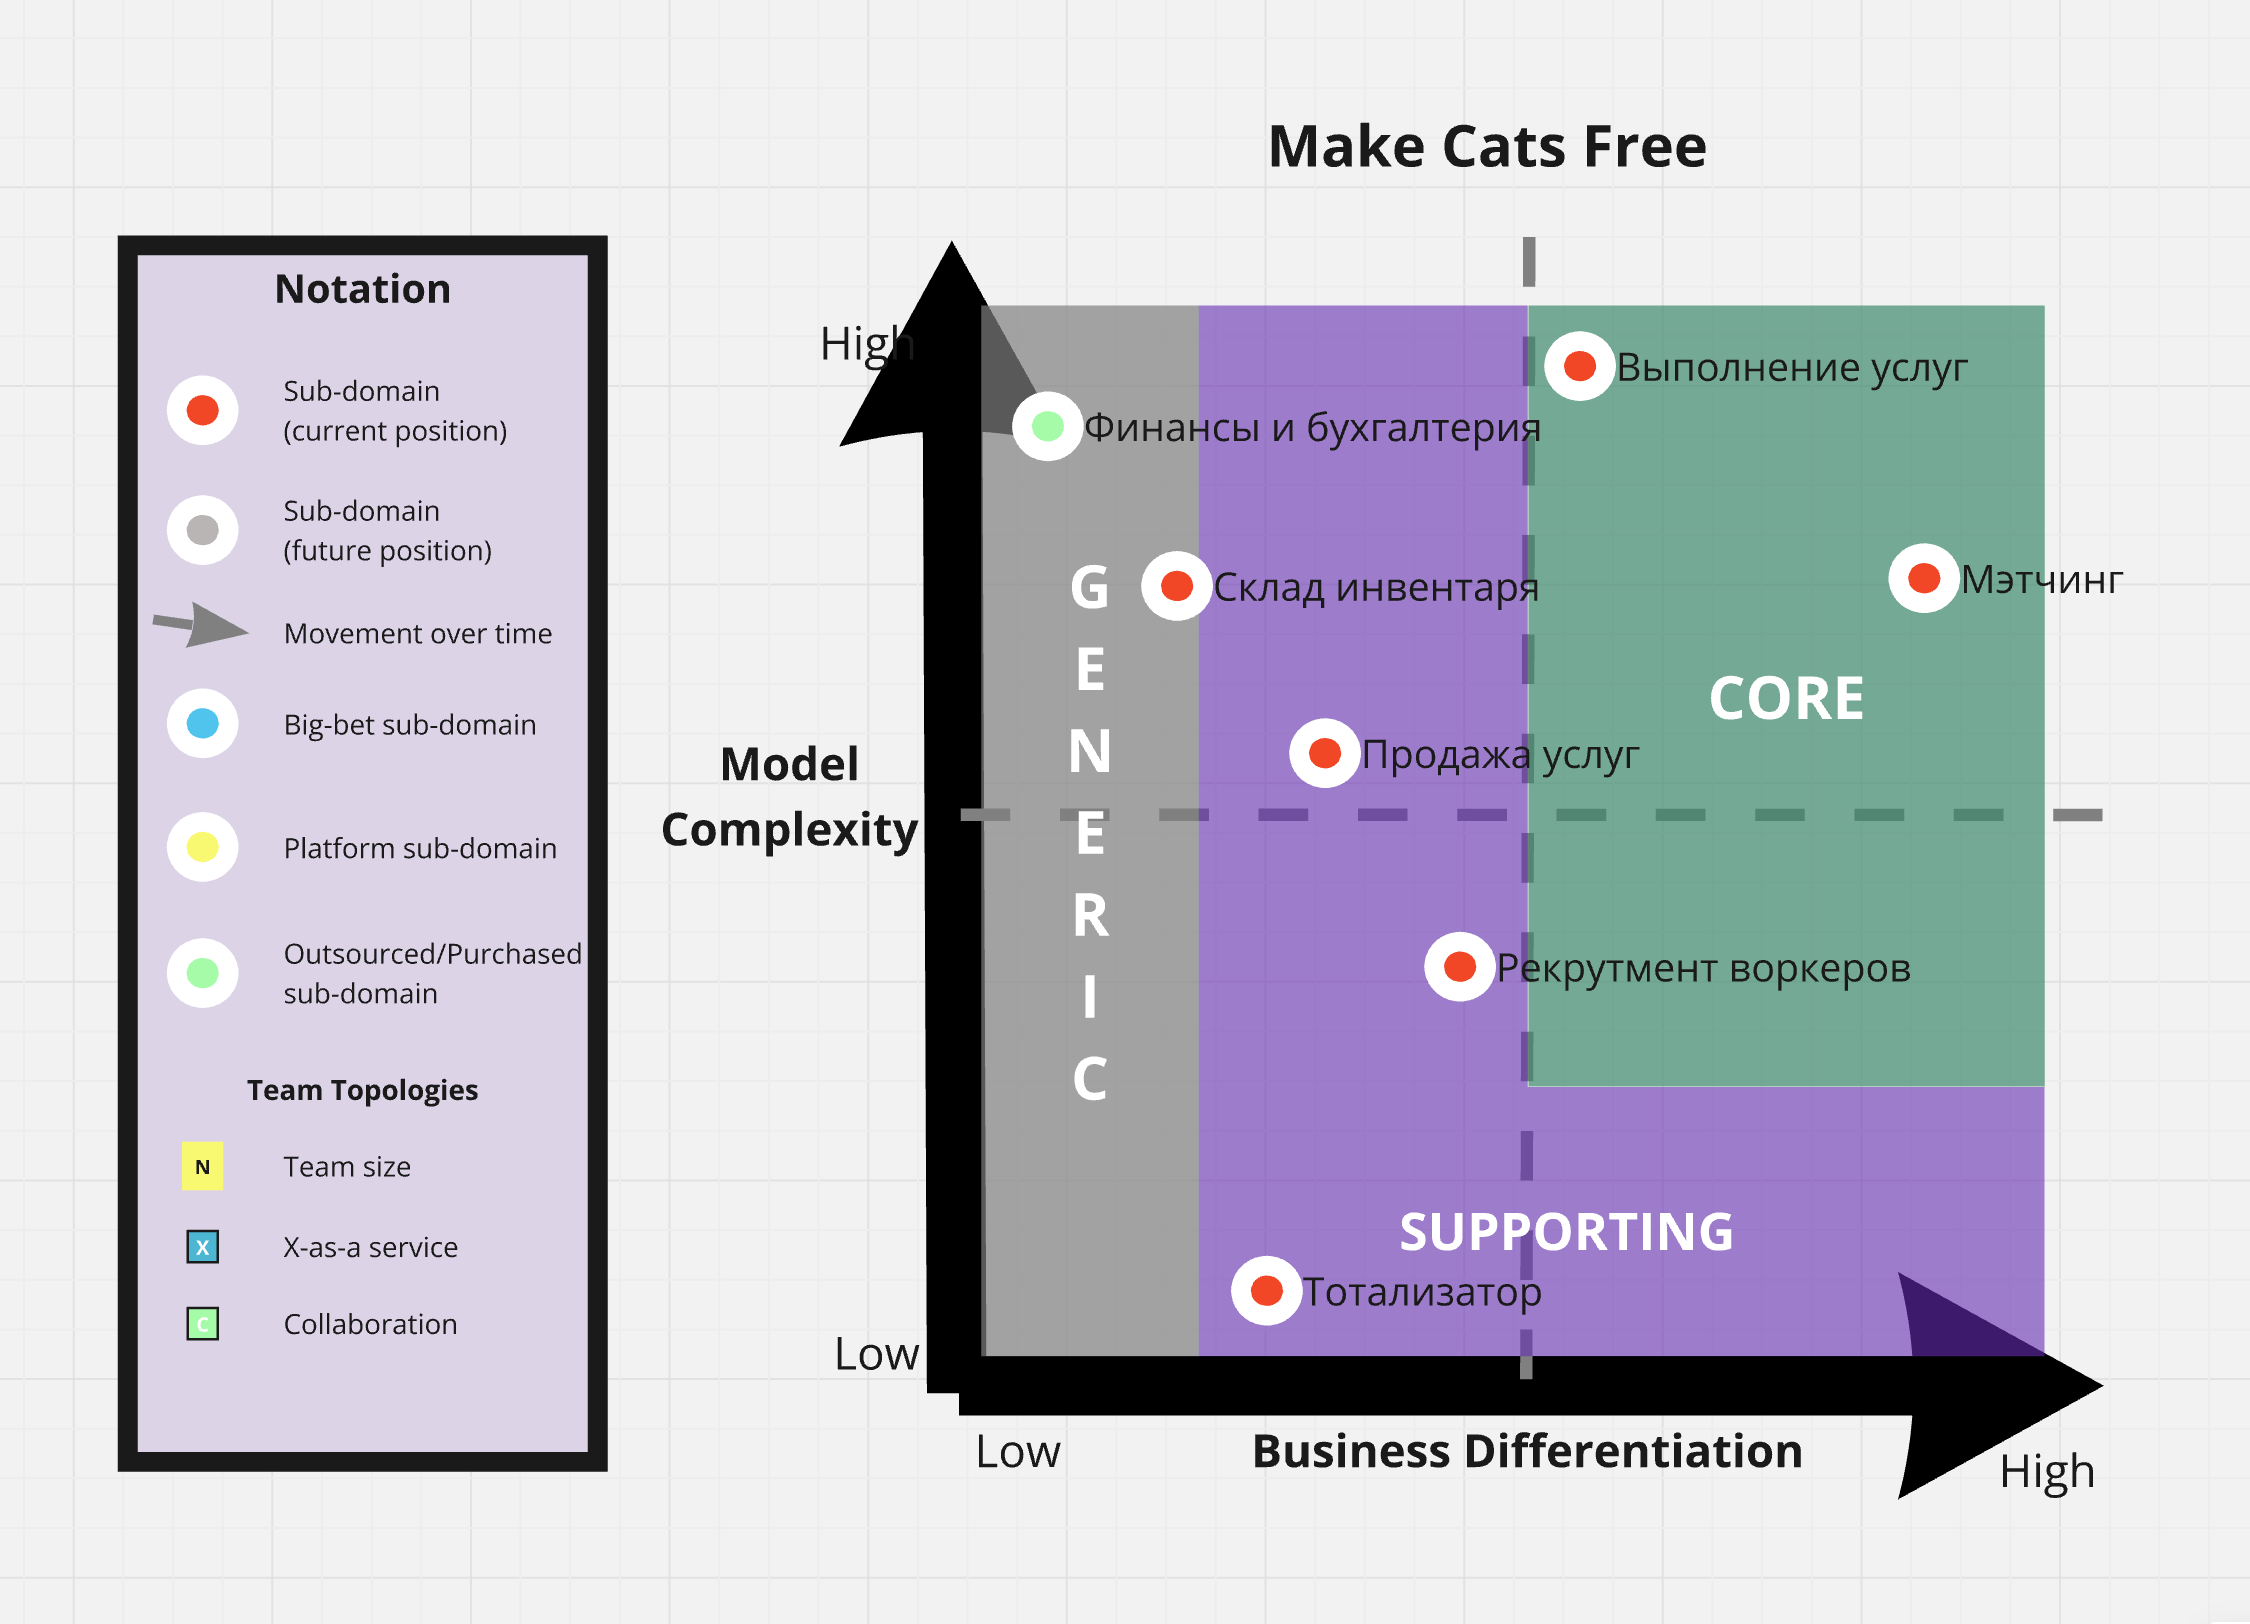 Make Cats Free
Notation
Sub-domain
(current position)
Sub-domain
(future position)
Movement over time
Big-bet sub-domain
Platform sub-domain
Outsourced/Purchased
sub-domain
Team Topologies
N
Team size
X
X-as-a service
C
Collaboration
High
Model
Complexity
Low
Выполнение услуг
Финансы и бухгалтерия
Мэтчинг
Склад инвентаря
G
E
N
E
R
I
C
CORE
Продажа услуг
Рекрутмент воркеров
SUPPORTING
Тотализатор
Low
Business Differentiation
High